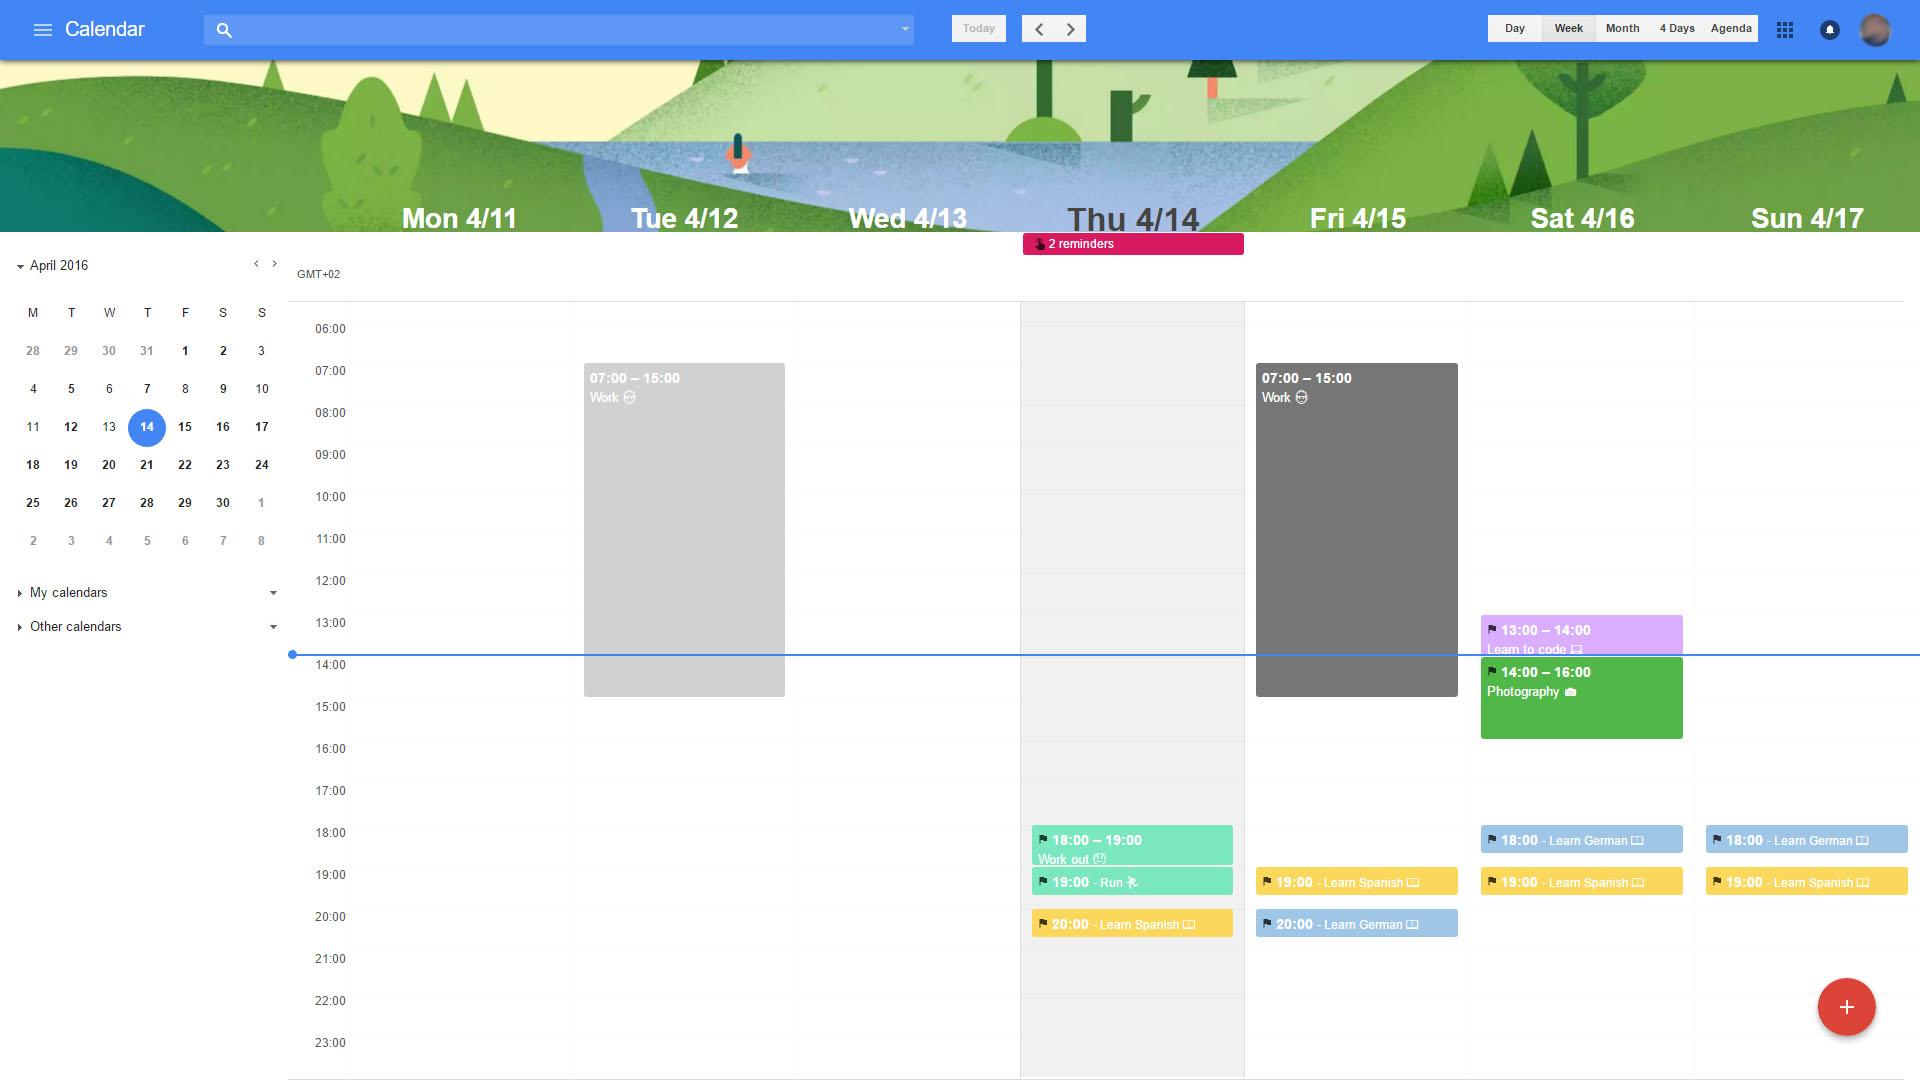 Calendar
Today
Day Week Month 4 Days Agenda
Mon 4/11 Tue 4/12 Wed 4/13 Thu 4/14 Fri 4/15 Sat 4/16 Sun 4/17
2 reminders
April 2016
GMT+02
M T W T F S S
28 29 30 31 1 2 3
4 5 6 7 8 9 10
11 12 13 14 15 16 17
18 19 20 21 22 23 24
25 26 27 28 29 30 1
2 3 4 5 6 7 8
My calendars
Other calendars
06:00
07:00
08:00
09:00
10:00
11:00
12:00
13:00
14:00
15:00
16:00
17:00
18:00
19:00
20:00
21:00
22:00
23:00
07:00 – 15:00
Work
18:00 – 19:00
Work out
19:00 - Run
20:00 - Learn Spanish
07:00 – 15:00
Work
19:00 - Learn Spanish
20:00 - Learn German
13:00 – 14:00
Learn to code
14:00 – 16:00
Photography
18:00 - Learn German
19:00 - Learn Spanish
18:00 - Learn German
19:00 - Learn Spanish